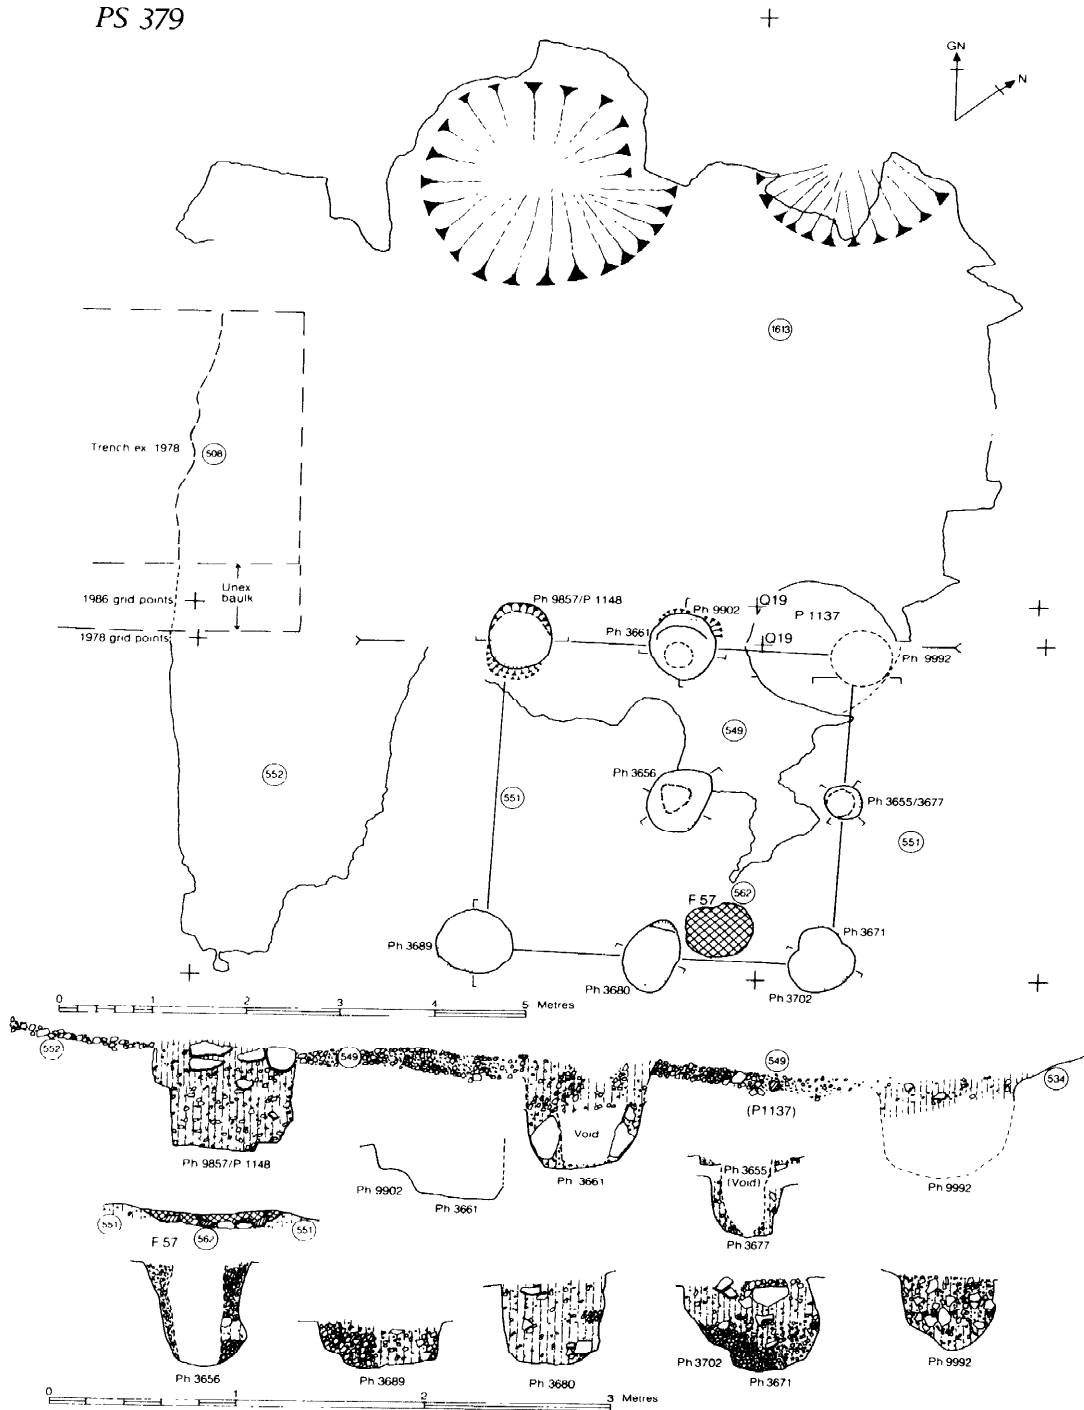 PS 379
GN
N
1613
Trench ex. 1978
508
Unex
baulk
1986 grid points
1978 grid points
Ph 9857/P 1148
Ph 9902
Q19
P 1137
Ph 3661
Q19
Ph 9992
549
552
Ph 3656
551
Ph 3655/3677
551
562
F 57
Ph 3671
Ph 3689
Ph 3680
Ph 3702
0 1 2 3 4 5 Metres
552
549
549
534
(P1137)
Void
Ph 9857/P 1148
Ph 3661
Ph 3655
(Void)
Ph 9992
Ph 9902
Ph 3661
551
551
F 57
562
Ph 3677
Ph 3656
Ph 3689
Ph 3680
Ph 3702
Ph 3671
Ph 9992
0 1 2 3 Metres